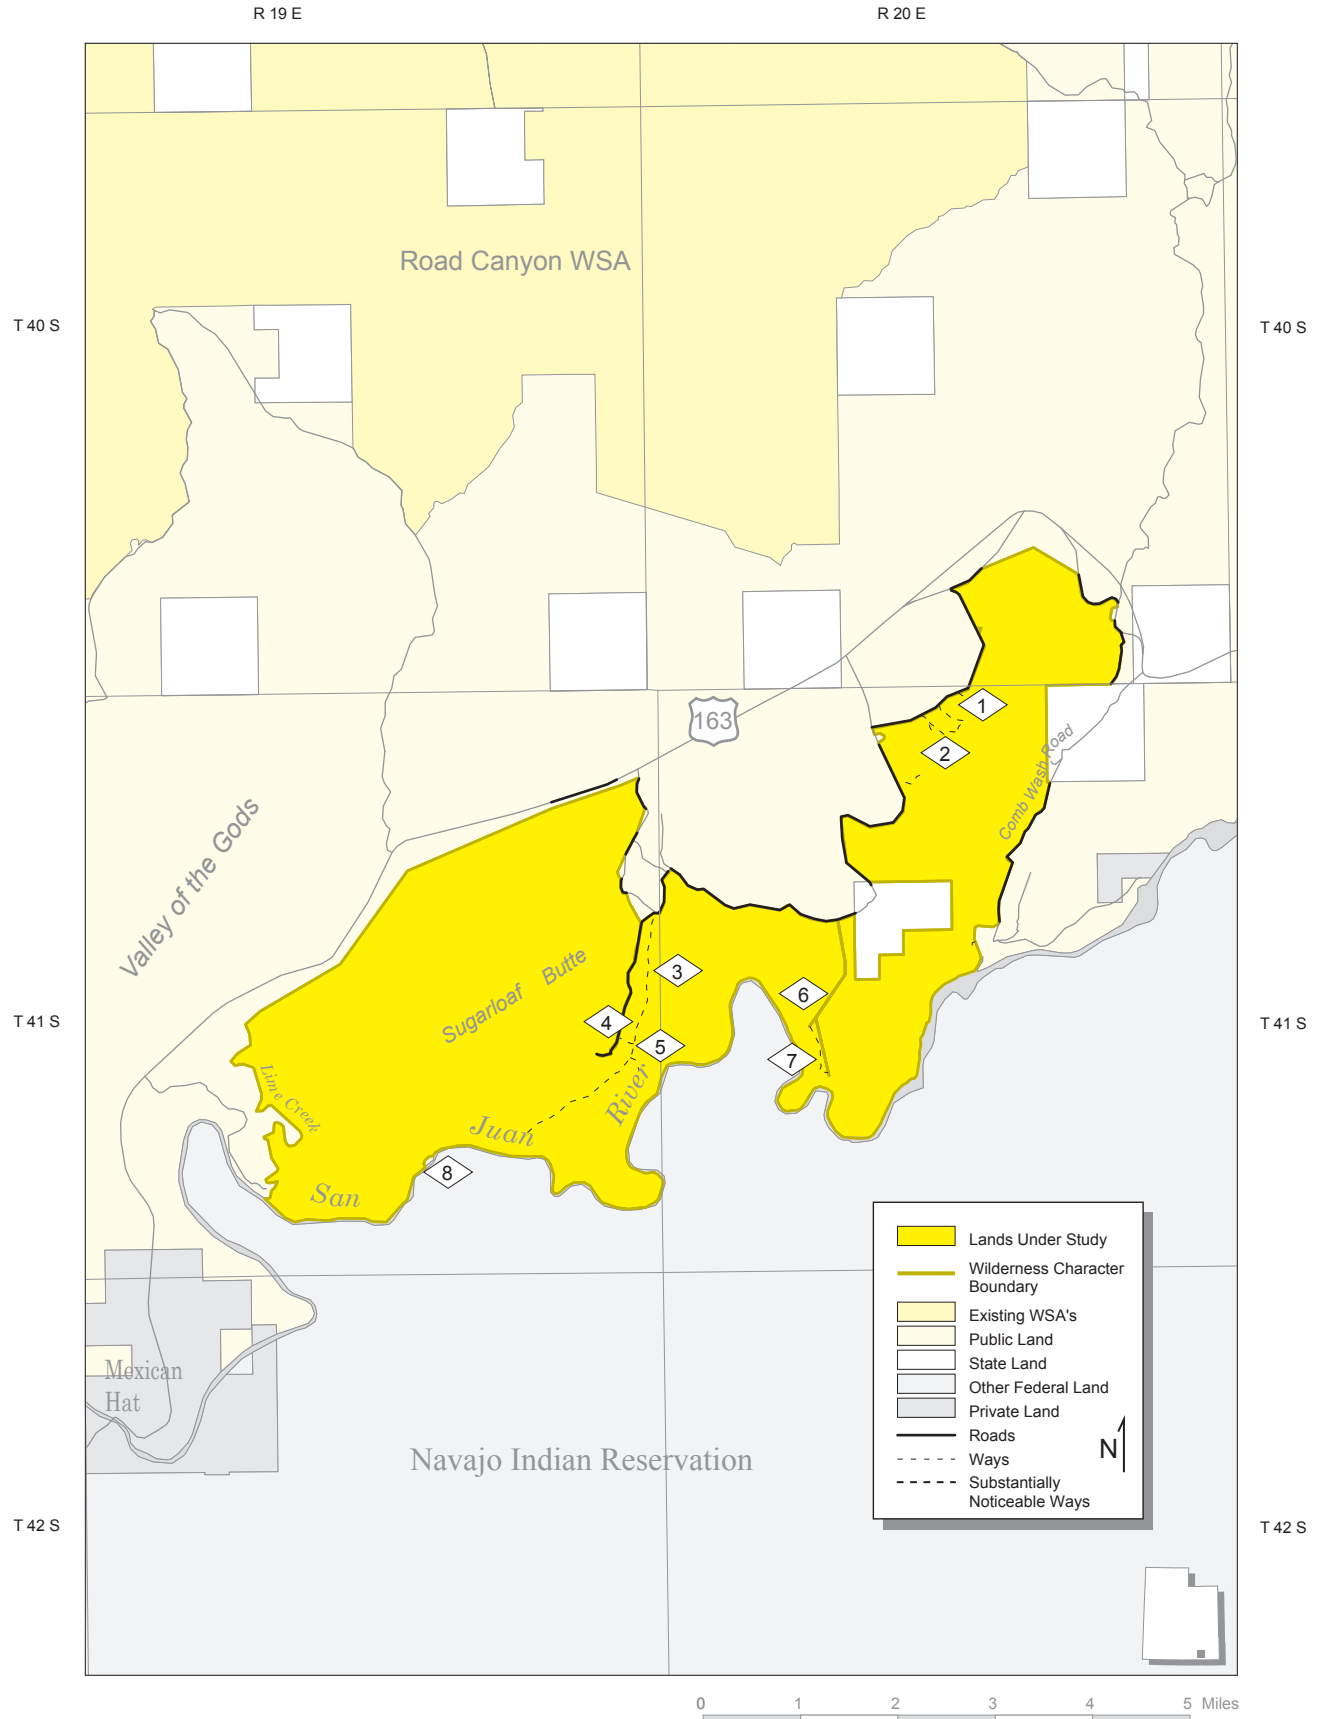 R 19 E
R 20 E
Road Canyon WSA
T 40 S
T 40 S
163
1
2
Comb Wash Road
Valley of the Gods
Sugarloaf Butte
3
4
5
6
7
8
T 41 S
T 41 S
Lime Creek
San Juan River
Lands Under Study
Wilderness Character
Boundary
Existing WSA's
Public Land
State Land
Other Federal Land
Private Land
Roads
Ways
Substantially
Noticeable Ways
N
Mexican
Hat
Navajo Indian Reservation
T 42 S
T 42 S
0 1 2 3 4 5 Miles